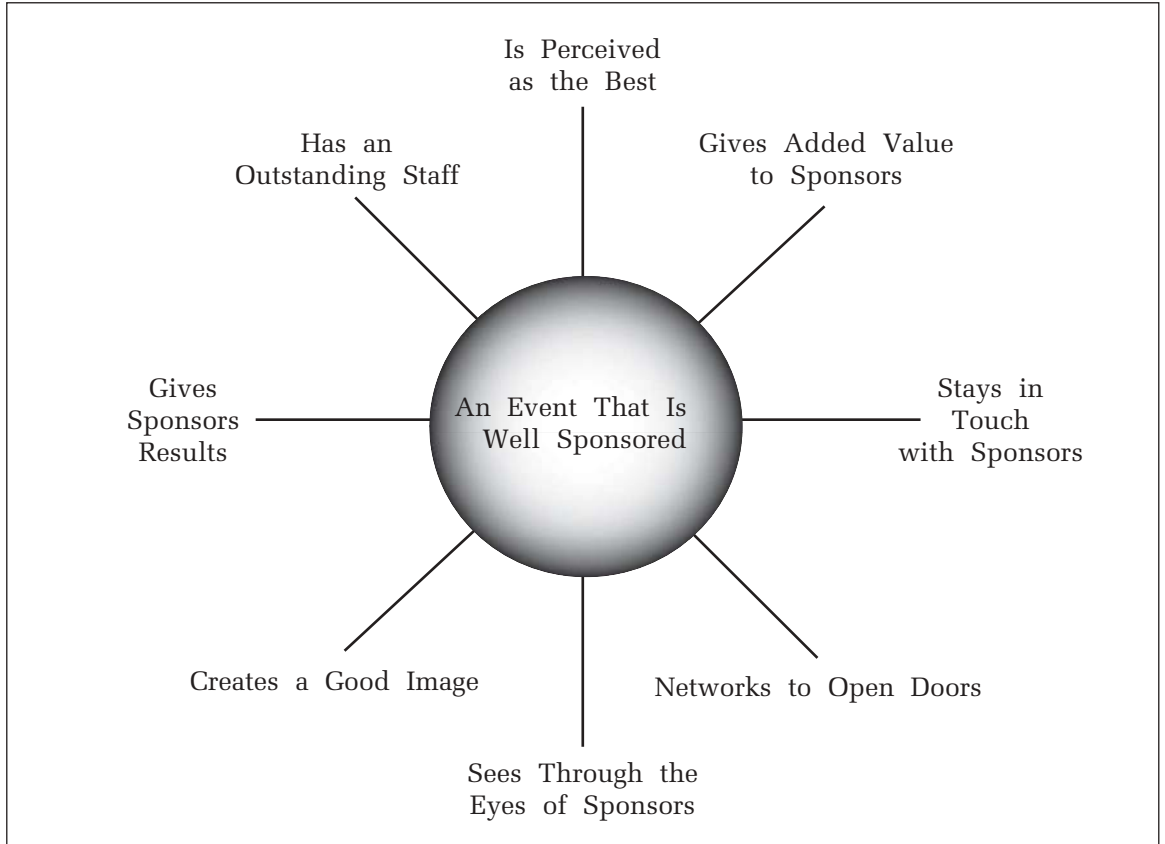 Is Perceived
as the Best
Has an
Outstanding Staff
Gives Added Value
to Sponsors
Gives
Sponsors
Results
An Event That Is
Well Sponsored
Stays in
Touch
with Sponsors
Creates a Good Image
Networks to Open Doors
Sees Through the
Eyes of Sponsors